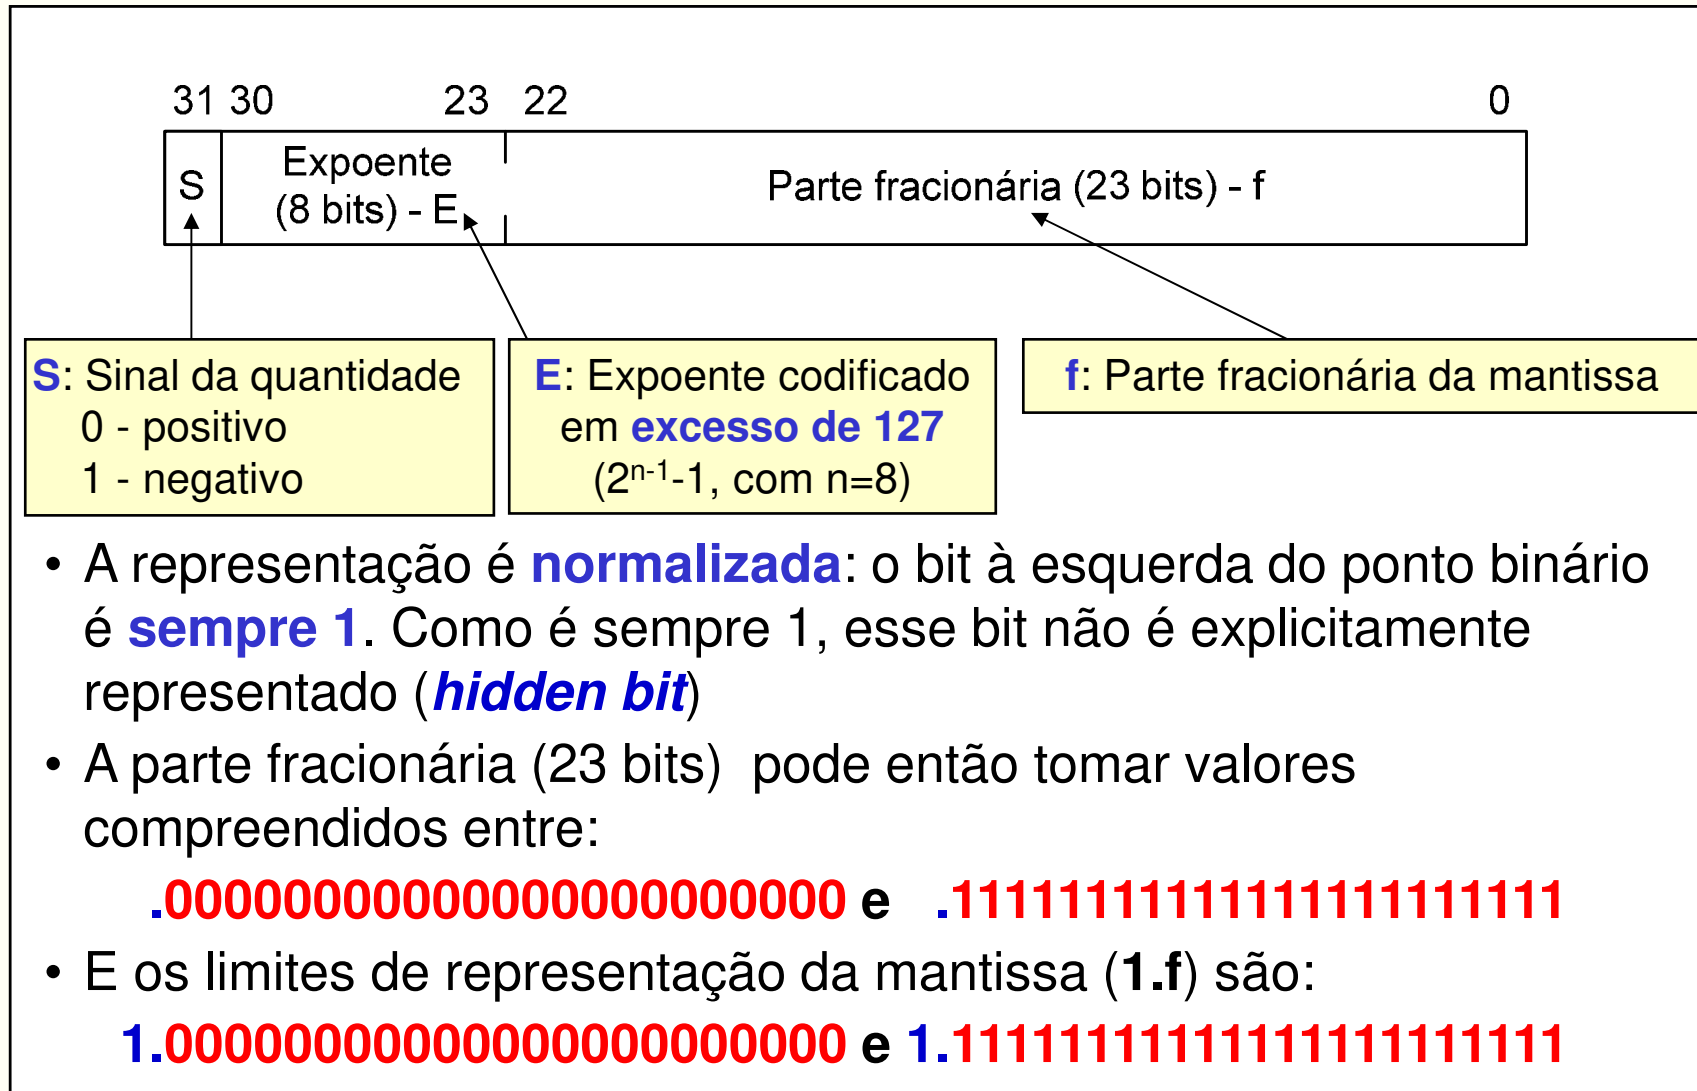 31 30 23 22 0
S
Expoente
(8 bits) - E
Parte fracionária (23 bits) - f
S: Sinal da quantidade
0 - positivo
1 - negativo
E: Expoente codificado
em excesso de 127
(2ⁿ⁻¹-1, com n=8)
f: Parte fracionária da mantissa
• A representação é normalizada: o bit à esquerda do ponto binário
é sempre 1. Como é sempre 1, esse bit não é explicitamente
representado (hidden bit)
• A parte fracionária (23 bits) pode então tomar valores
compreendidos entre:
.00000000000000000000000 e .11111111111111111111111
• E os limites de representação da mantissa (1.f) são:
1.00000000000000000000000 e 1.11111111111111111111111